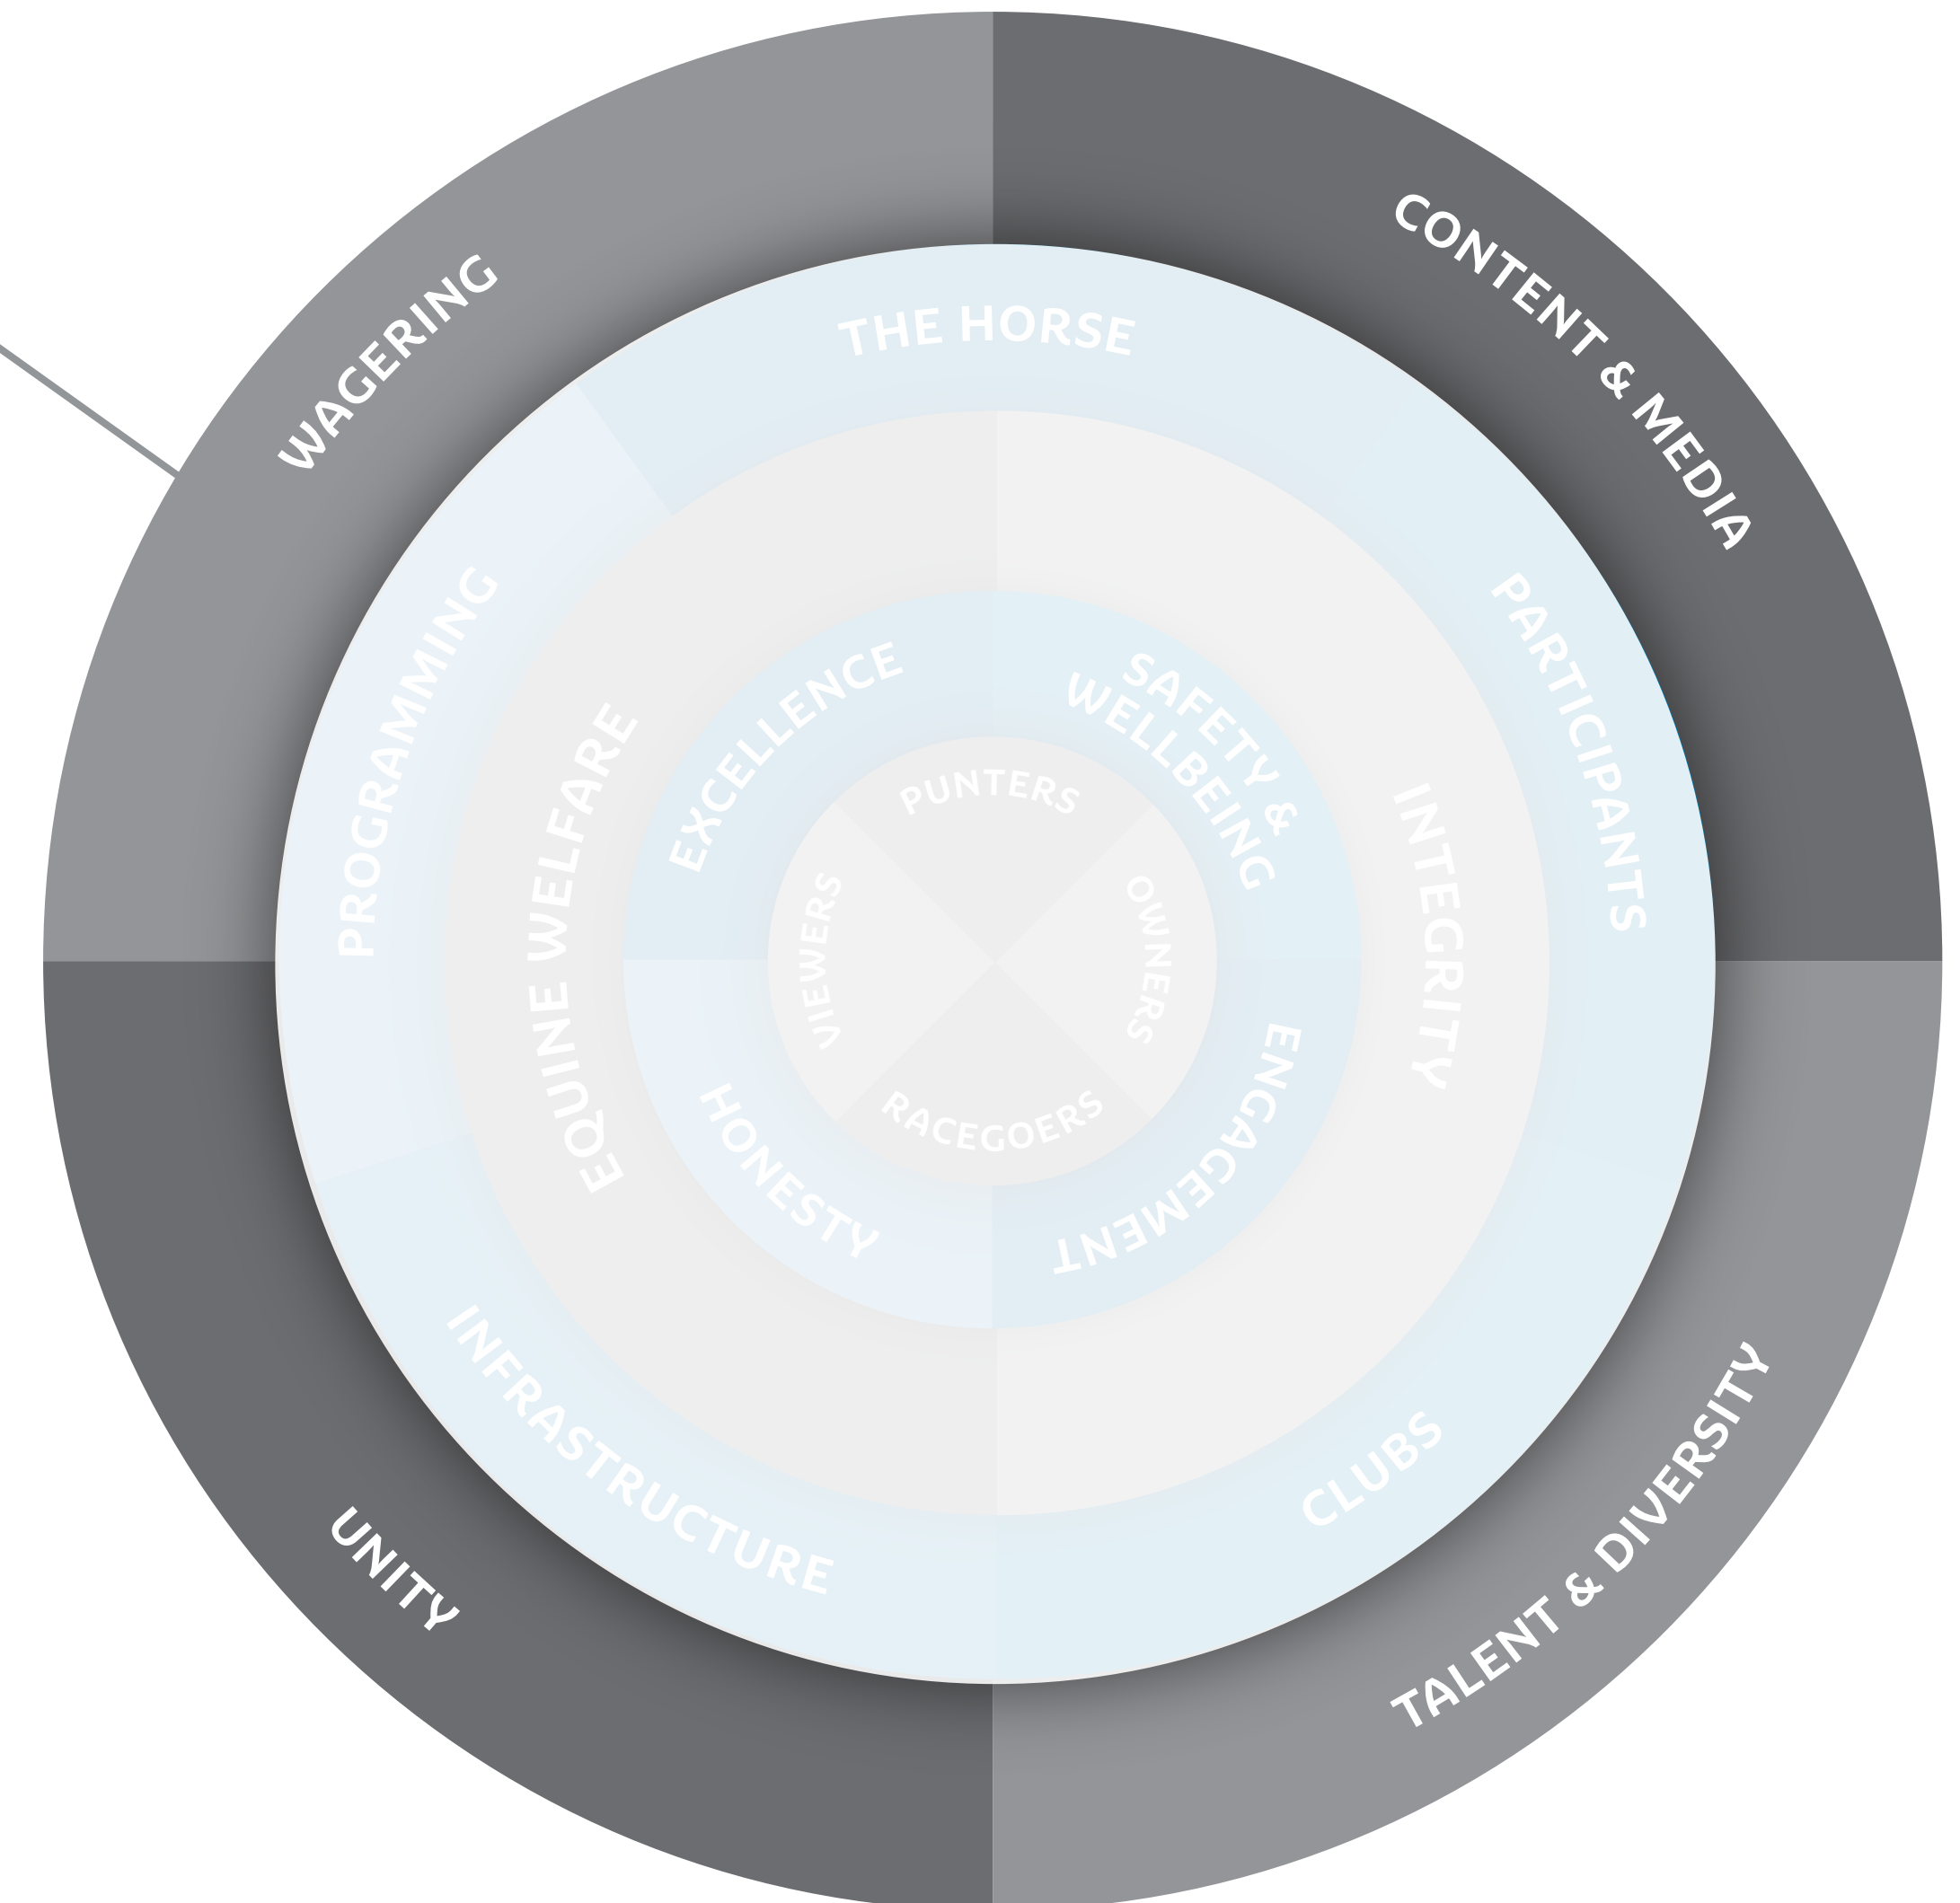 WAGERING
CONTENT & MEDIA
TALENT & DIVERSITY
UNITY
THE HORSE
PARTICIPANTS
CLUBS
INFRASTRUCTURE
PROGRAMMING
EQUINE WELFARE
INTEGRITY
EXCELLENCE
SAFETY &
WELLBEING
ENGAGEMENT
HONESTY
PUNTERS
OWNERS
RACEGOERS
VIEWERS